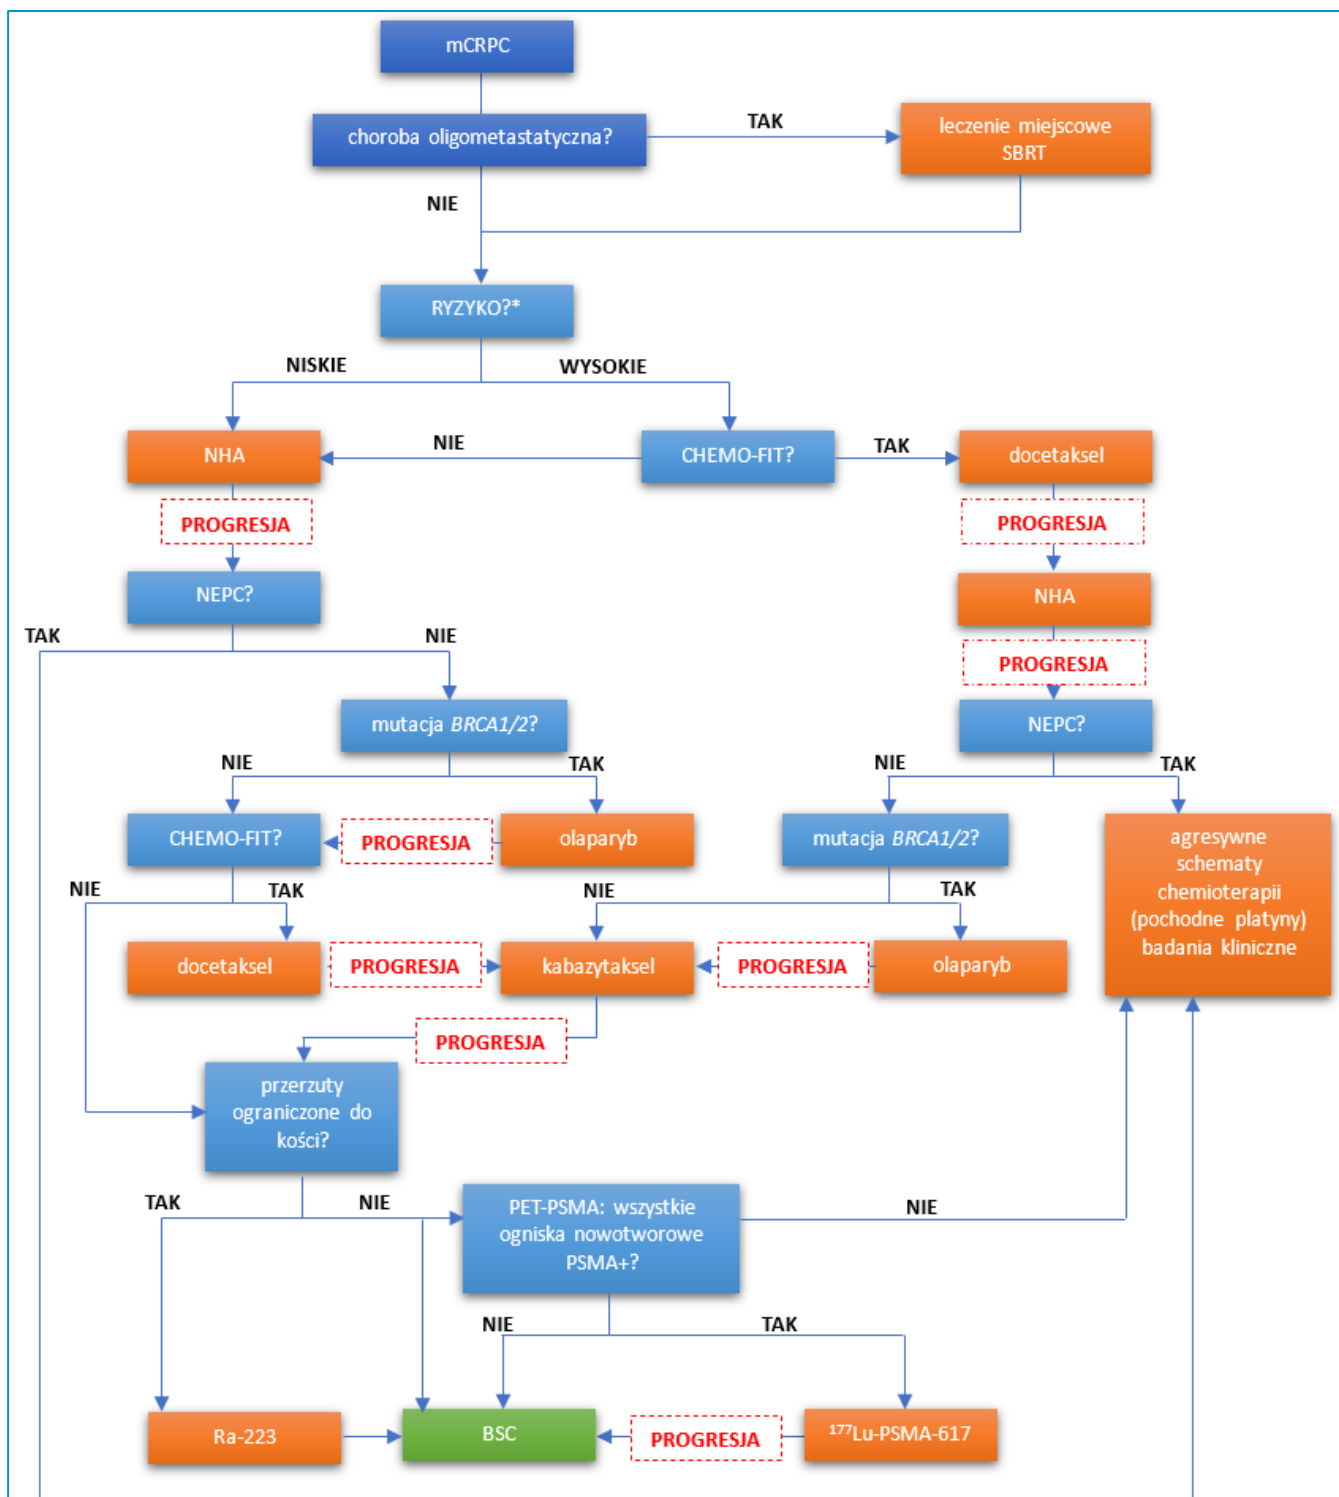 mCRPC
choroba oligometastatyczna?
TAK
leczenie miejscowe
SBRT
NIE
RYZYKO?*
NISKIE
WYSOKIE
NHA
NIE
CHEMO-FIT?
TAK
docetaksel
PROGRESJA
PROGRESJA
NEPC?
NHA
TAK
NIE
PROGRESJA
mutacja BRCA1/2?
NEPC?
NIE
TAK
NIE
TAK
CHEMO-FIT?
PROGRESJA
olaparyb
mutacja BRCA1/2?
agresywne
schematy
chemioterapii
(pochodne platyny)
badania kliniczne
NIE
TAK
NIE
TAK
docetaksel
PROGRESJA
kabazytaksel
PROGRESJA
olaparyb
PROGRESJA
przerzuty
ograniczone do
kości?
TAK
NIE
PET-PSMA: wszystkie
ogniska nowotworowe
PSMA+?
NIE
NIE
TAK
Ra-223
BSC
PROGRESJA
¹⁷⁷Lu-PSMA-617